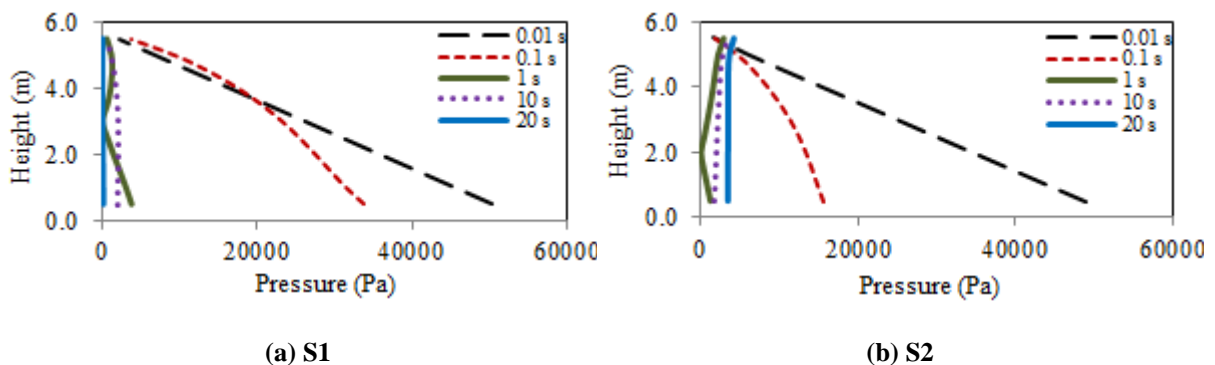 6.0
4.0
2.0
0.0
Height (m)
0.01 s
0.1 s
1 s
10 s
20 s
0 20000 40000 60000
Pressure (Pa)
(a) S1
6.0
4.0
2.0
0.0
Height (m)
0.01 s
0.1 s
1 s
10 s
20 s
0 20000 40000 60000
Pressure (Pa)
(b) S2